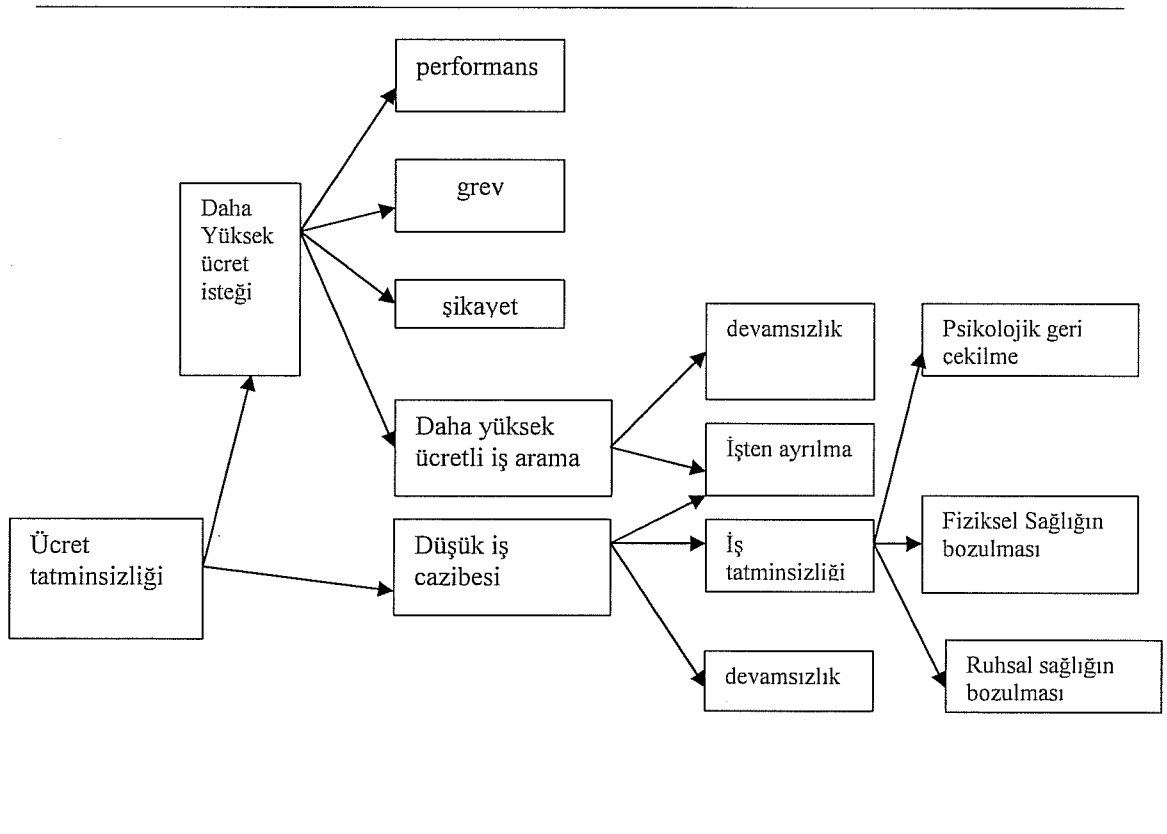 performans
grev
Daha
Yüksek
ücret
isteği
şikayet
devamsızlık
Psikolojik geri
çekilme
Daha yüksek
ücretli iş arama
İşten ayrılma
Ücret
tatminsizliği
Düşük iş
cazibesi
İş
tatminsizliği
Fiziksel Sağlığın
bozulması
devamsızlık
Ruhsal sağlığın
bozulması